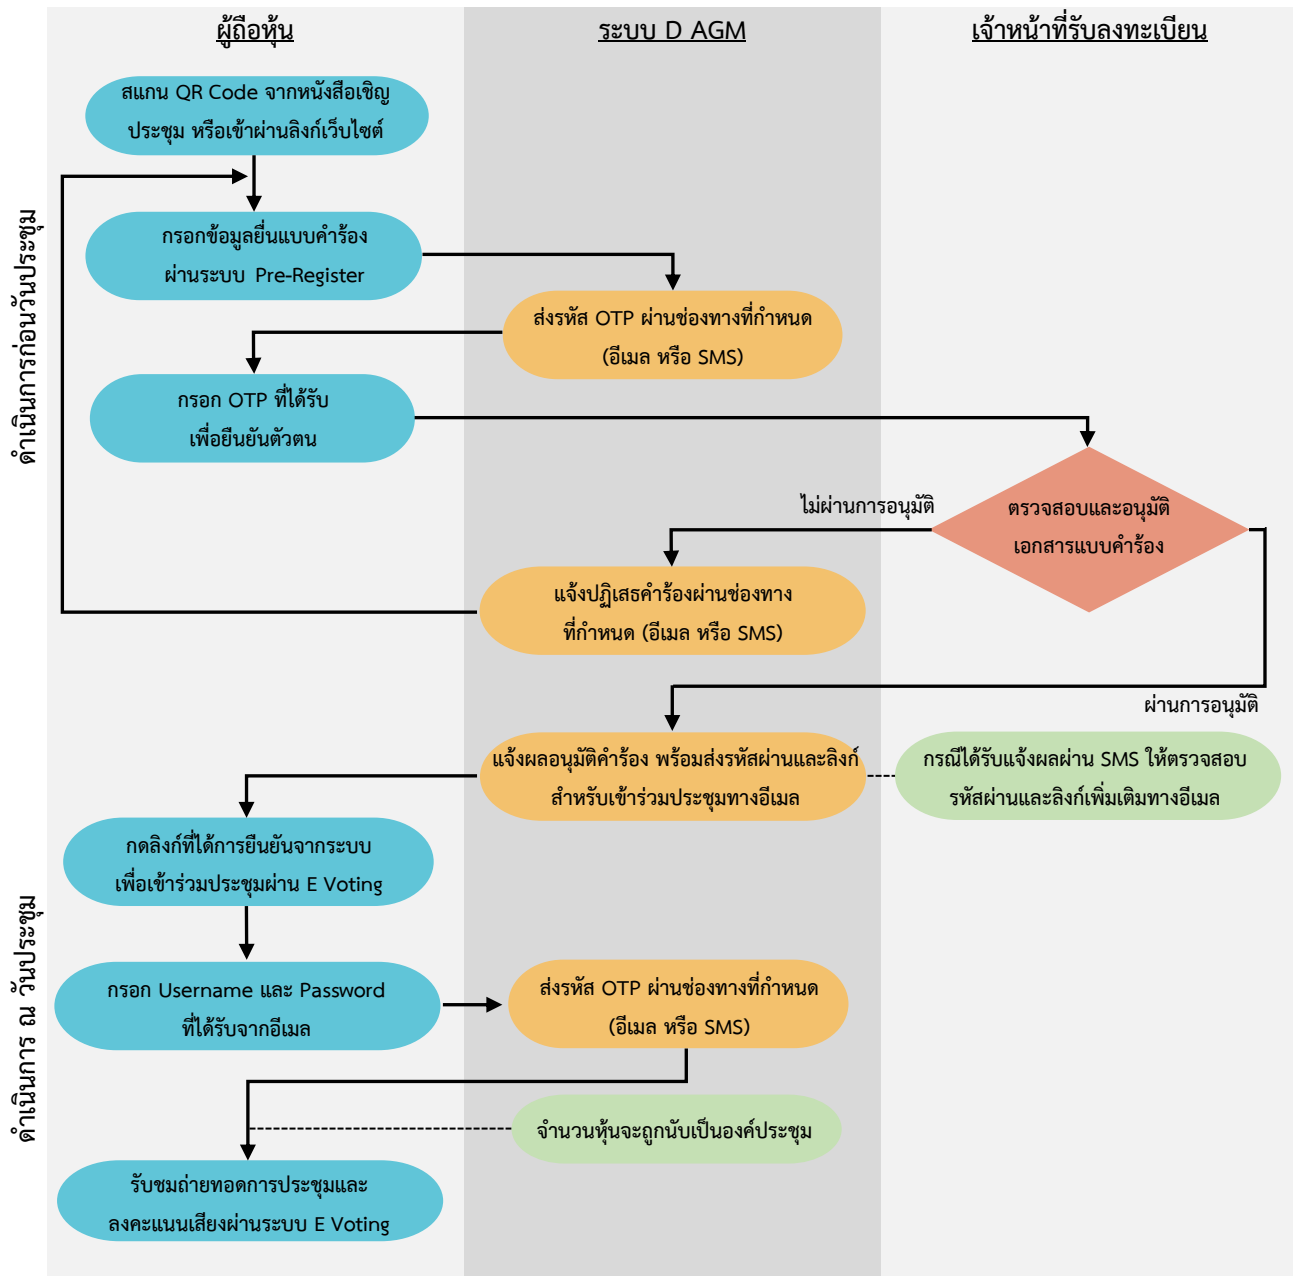 ผู้ถือหุ้น
ระบบ D AGM
เจ้าหน้าที่รับลงทะเบียน
ดำเนินการก่อนวันประชุม
สแกน QR Code จากหนังสือเชิญ
ประชุม หรือเข้าผ่านลิงก์เว็บไซต์
กรอกข้อมูลยื่นแบบคำร้อง
ผ่านระบบ Pre-Register
ส่งรหัส OTP ผ่านช่องทางที่กำหนด
(อีเมล หรือ SMS)
กรอก OTP ที่ได้รับ
เพื่อยืนยันตัวตน
ตรวจสอบและอนุมัติ
เอกสารแบบคำร้อง
ไม่ผ่านการอนุมัติ
แจ้งปฏิเสธคำร้องผ่านช่องทาง
ที่กำหนด (อีเมล หรือ SMS)
ผ่านการอนุมัติ
แจ้งผลอนุมัติคำร้อง พร้อมส่งรหัสผ่านและลิงก์
สำหรับเข้าร่วมประชุมทางอีเมล
กรณีได้รับแจ้งผลผ่าน SMS ให้ตรวจสอบ
รหัสผ่านและลิงก์เพิ่มเติมทางอีเมล
ดำเนินการ ณ วันประชุม
กดลิงก์ที่ได้การยืนยันจากระบบ
เพื่อเข้าร่วมประชุมผ่าน E Voting
กรอก Username และ Password
ที่ได้รับจากอีเมล
ส่งรหัส OTP ผ่านช่องทางที่กำหนด
(อีเมล หรือ SMS)
จำนวนหุ้นจะถูกนับเป็นองค์ประชุม
รับชมถ่ายทอดการประชุมและ
ลงคะแนนเสียงผ่านระบบ E Voting